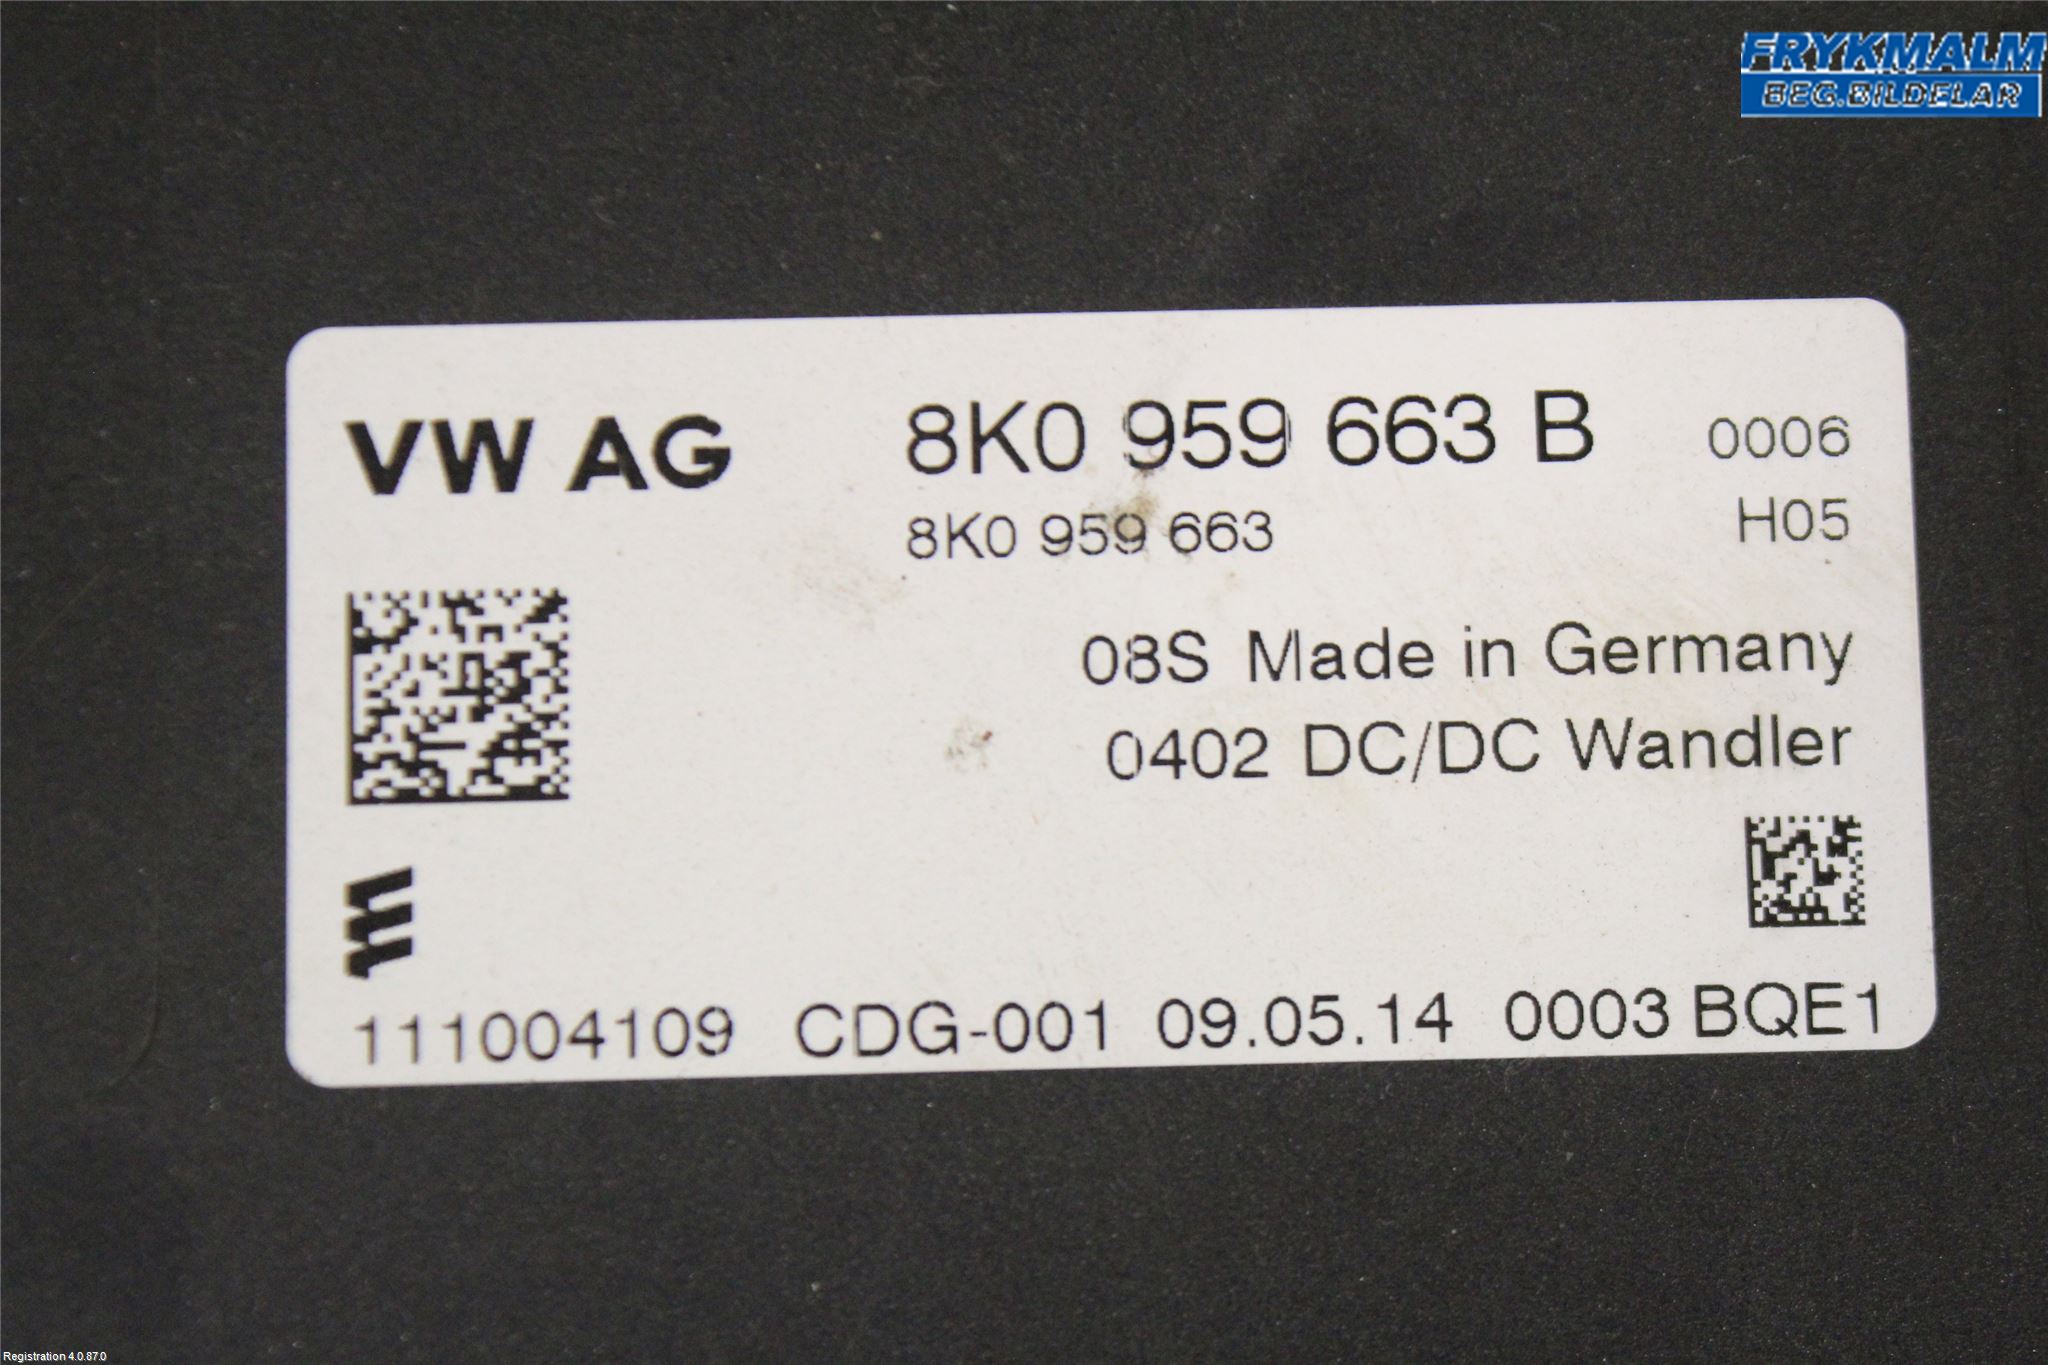 FRYKMALM
BEG.BILDELAR
VW AG
8K0 959 663 B
0006
8K0 959 663
H05
08S Made in Germany
0402 DC/DC Wandler
111004109 CDG-001 09.05.14 0003 BQE1
Registration 4.0.87.0